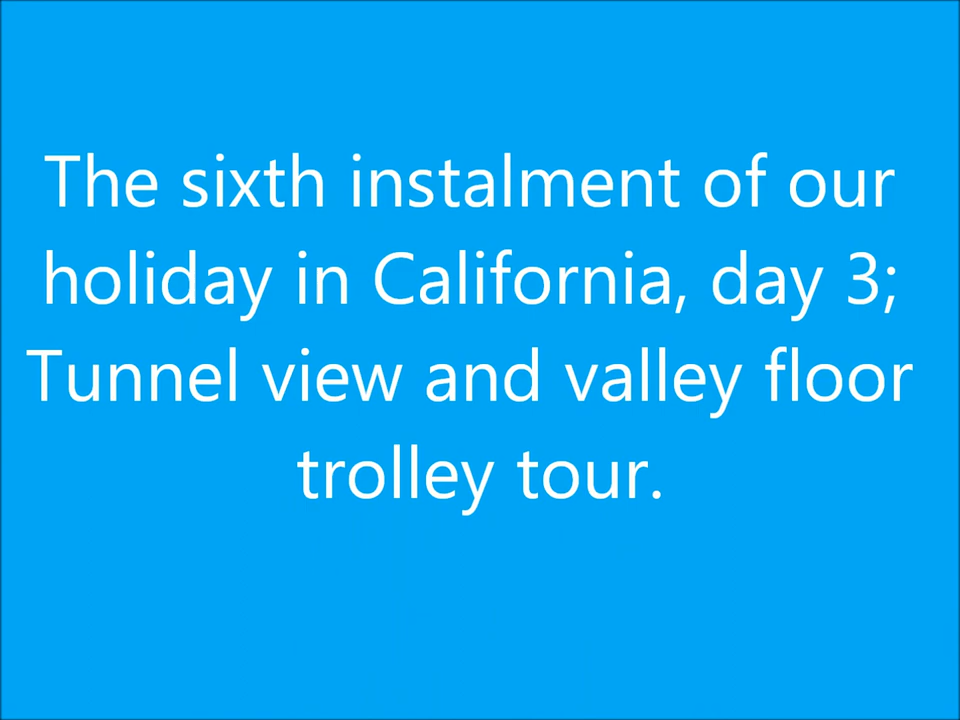 The sixth instalment of our
holiday in California, day 3;
Tunnel view and valley floor
trolley tour.